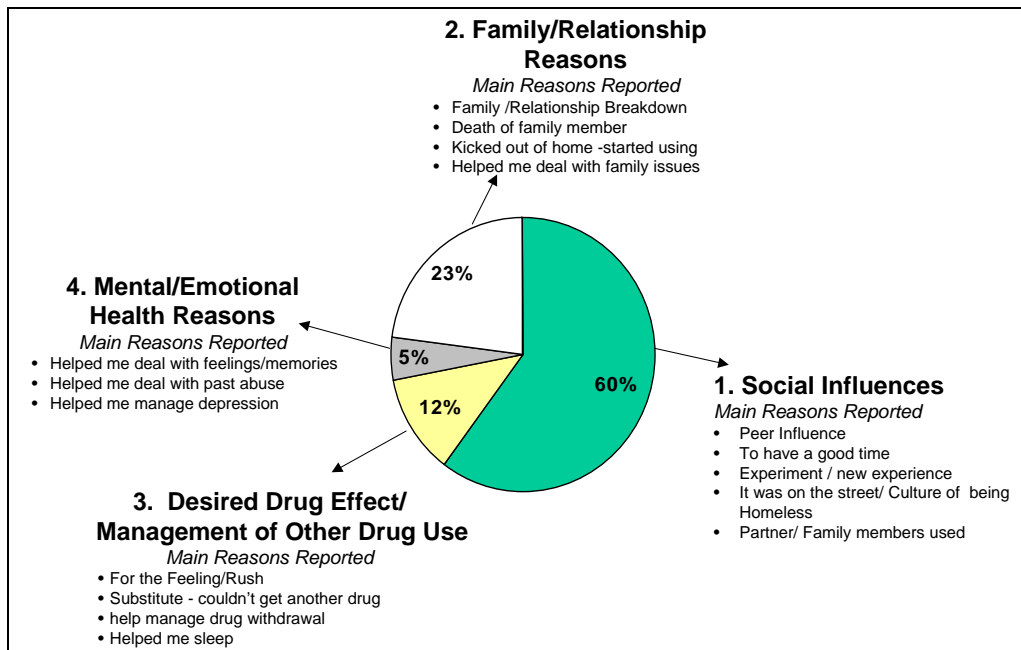 2. Family/Relationship
Reasons
Main Reasons Reported
• Family /Relationship Breakdown
• Death of family member
• Kicked out of home -started using
• Helped me deal with family issues
23%
4. Mental/Emotional
Health Reasons
Main Reasons Reported
• Helped me deal with feelings/memories
• Helped me deal with past abuse
• Helped me manage depression
5%
60%
12%
1. Social Influences
Main Reasons Reported
• Peer Influence
• To have a good time
• Experiment / new experience
• It was on the street/ Culture of being
Homeless
• Partner/ Family members used
3. Desired Drug Effect/
Management of Other Drug Use
Main Reasons Reported
• For the Feeling/Rush
• Substitute - couldn't get another drug
• help manage drug withdrawal
• Helped me sleep